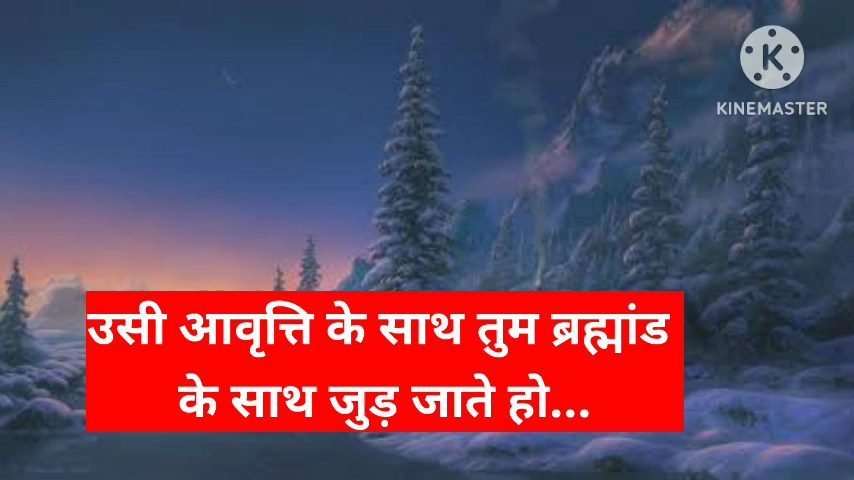 KINEMASTER
उसी आवृत्ति के साथ तुम ब्रह्मांड
के साथ जुड़ जाते हो...